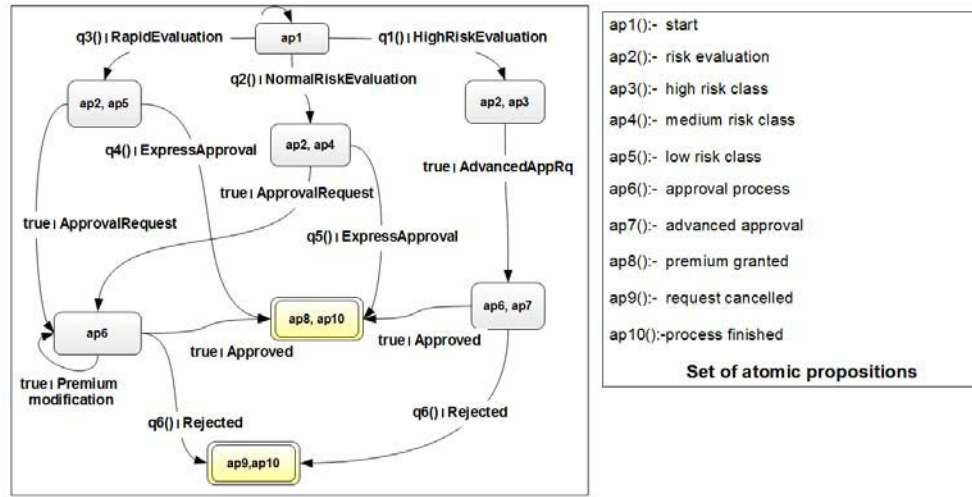 ap1
q3() | RapidEvaluation
q1() | HighRiskEvaluation
q2() | NormalRiskEvaluation
ap2, ap5
ap2, ap3
q4() | ExpressApproval
ap2, ap4
true | AdvancedAppRq
true | ApprovalRequest
true | ApprovalRequest
q5() | ExpressApproval
ap6
ap8, ap10
ap6, ap7
true | Approved
true | Approved
true | Premium
modification
q6() | Rejected
q6() | Rejected
ap9,ap10
ap1():- start
ap2():- risk evaluation
ap3():- high risk class
ap4():- medium risk class
ap5():- low risk class
ap6():- approval process
ap7():- advanced approval
ap8():- premium granted
ap9():- request cancelled
ap10():-process finished
Set of atomic propositions